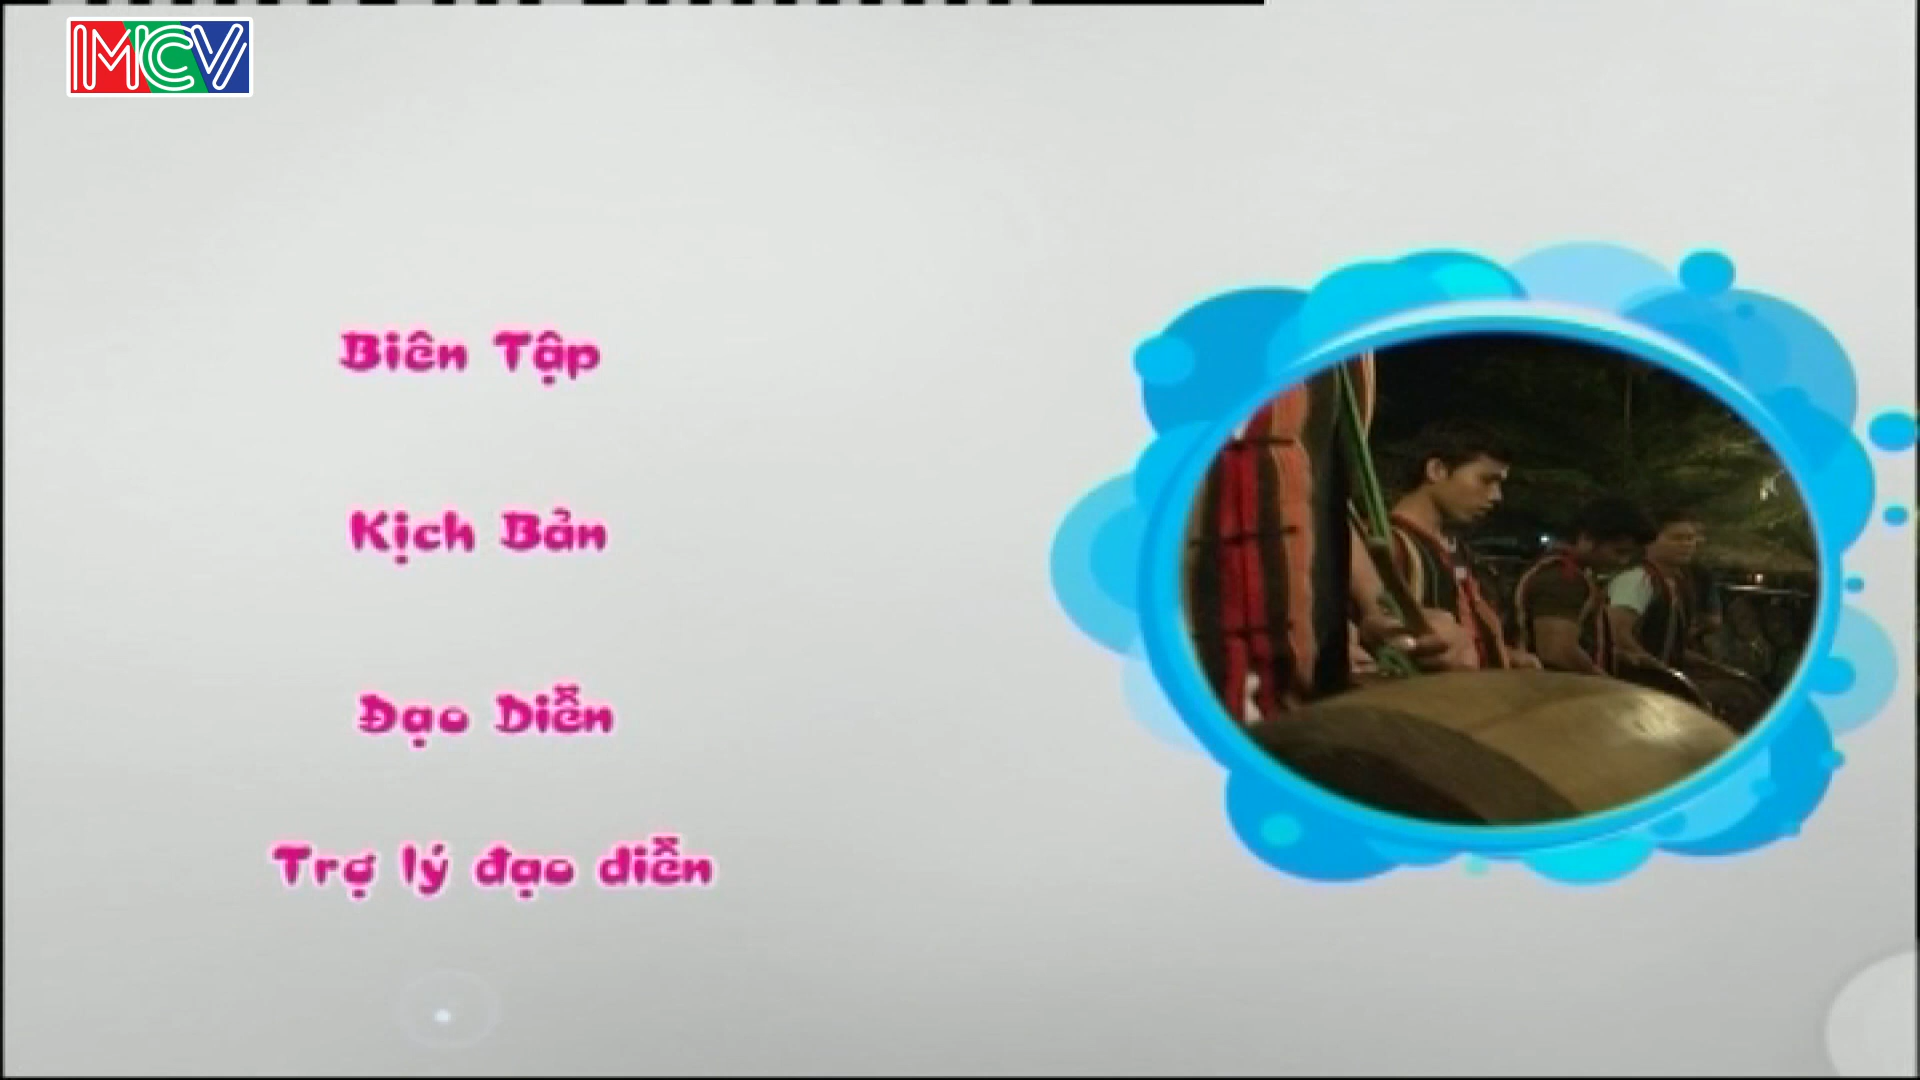 MCV
Biên Tập
Kịch Bản
Đạo Diễn
Trợ lý đạo diễn